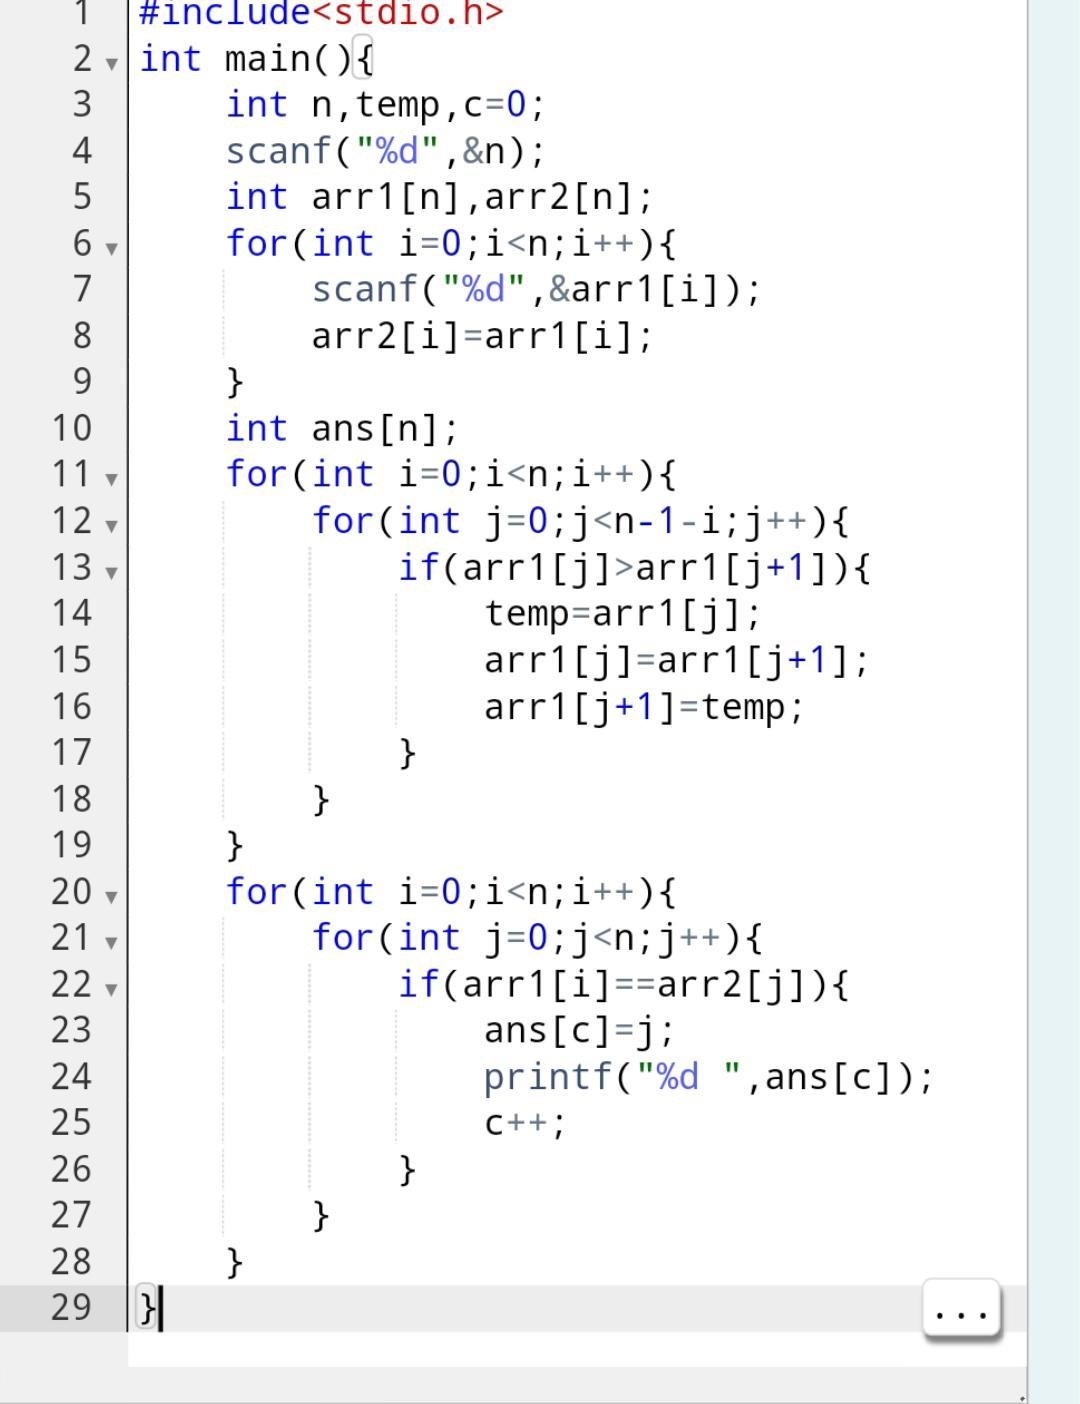 1 #include<stdio.h>
2 int main(){
3 int n,temp,c=0;
4 scanf("%d",&n);
5 int arr1[n],arr2[n];
6 for(int i=0;i<n;i++){
7 scanf("%d",&arr1[i]);
8 arr2[i]=arr1[i];
9 }
10 int ans[n];
11 for(int i=0;i<n;i++){
12 for(int j=0;j<n-1-i;j++){
13 if(arr1[j]>arr1[j+1]){
14 temp=arr1[j];
15 arr1[j]=arr1[j+1];
16 arr1[j+1]=temp;
17 }
18 }
19 }
20 for(int i=0;i<n;i++){
21 for(int j=0;j<n;j++){
22 if(arr1[i]==arr2[j]){
23 ans[c]=j;
24 printf("%d ",ans[c]);
25 c++;
26 }
27 }
28 }
29 }
...